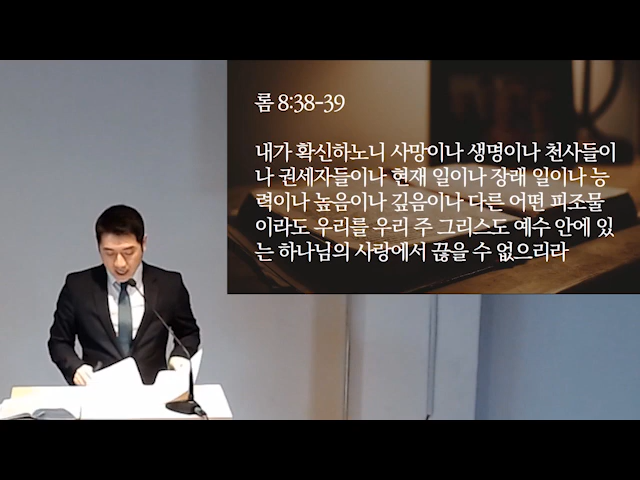 롬 8:38-39
내가 확신하노니 사망이나 생명이나 천사들이
나 권세자들이나 현재 일이나 장래 일이나 능
력이나 높음이나 깊음이나 다른 어떤 피조물
이라도 우리를 우리 주 그리스도 예수 안에 있
는 하나님의 사랑에서 끊을 수 없으리라